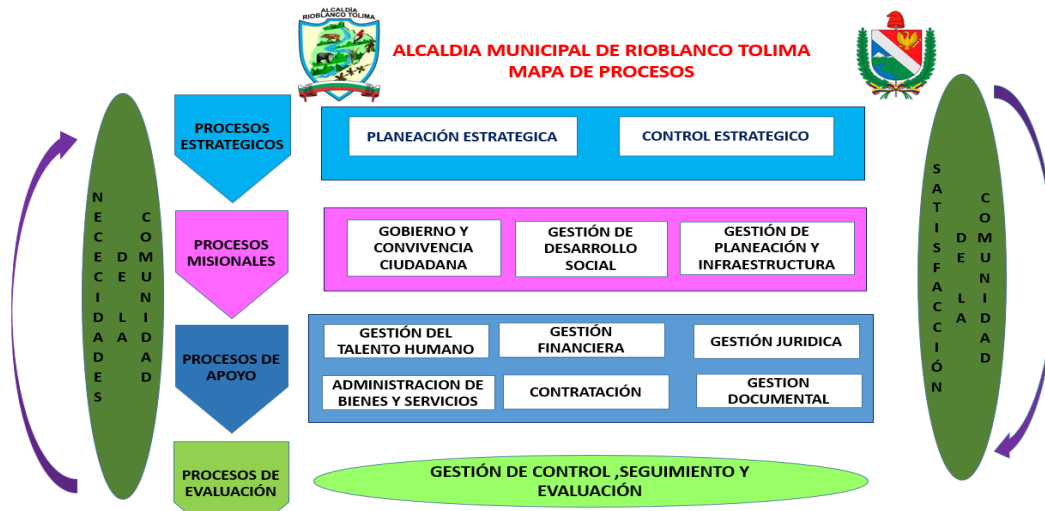 ALCALDÍA
RIOBLANCO TOLIMA
ALCALDIA MUNICIPAL DE RIOBLANCO TOLIMA
MAPA DE PROCESOS
NECECIDADES
DE LA
COMUNIDAD
PROCESOS
ESTRATEGICOS
PLANEACIÓN ESTRATEGICA
CONTROL ESTRATEGICO
PROCESOS
MISIONALES
GOBIERNO Y
CONVIVENCIA
CIUDADANA
GESTIÓN DE
DESARROLLO
SOCIAL
GESTIÓN DE
PLANEACIÓN Y
INFRAESTRUCTURA
PROCESOS DE
APOYO
GESTIÓN DEL
TALENTO HUMANO
GESTIÓN
FINANCIERA
GESTIÓN JURIDICA
ADMINISTRACION DE
BIENES Y SERVICIOS
CONTRATACIÓN
GESTION
DOCUMENTAL
PROCESOS DE
EVALUACIÓN
GESTIÓN DE CONTROL ,SEGUIMIENTO Y
EVALUACIÓN
SATISFACCIÓN
DE LA
COMUNIDAD